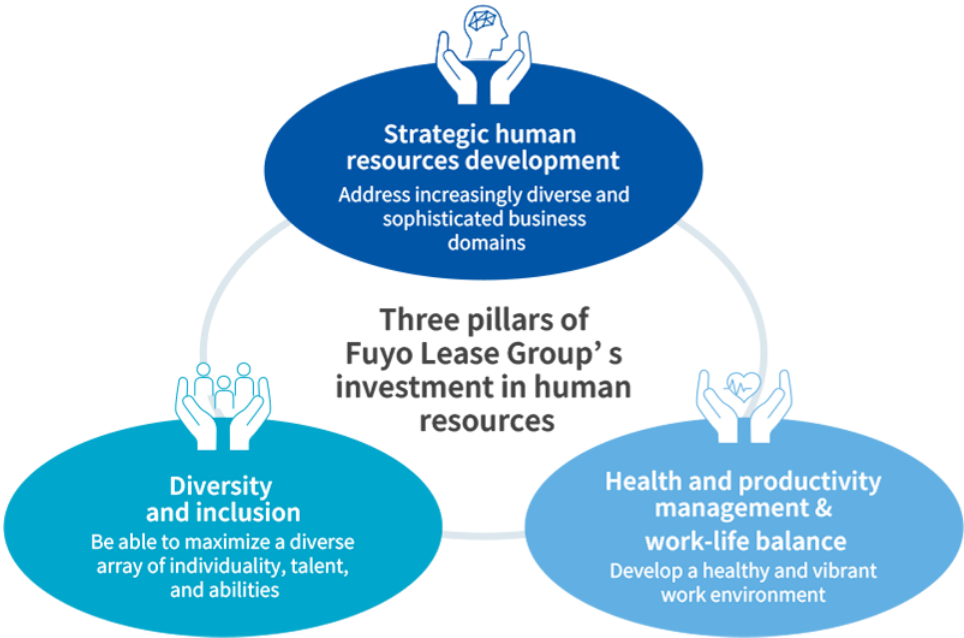 Strategic human
resources development
Address increasingly diverse and
sophisticated business
domains
Three pillars of
Fuyo Lease Group’ s
investment in human
resources
Diversity
and inclusion
Be able to maximize a diverse
array of individuality, talent,
and abilities
Health and productivity
management &
work-life balance
Develop a healthy and vibrant
work environment